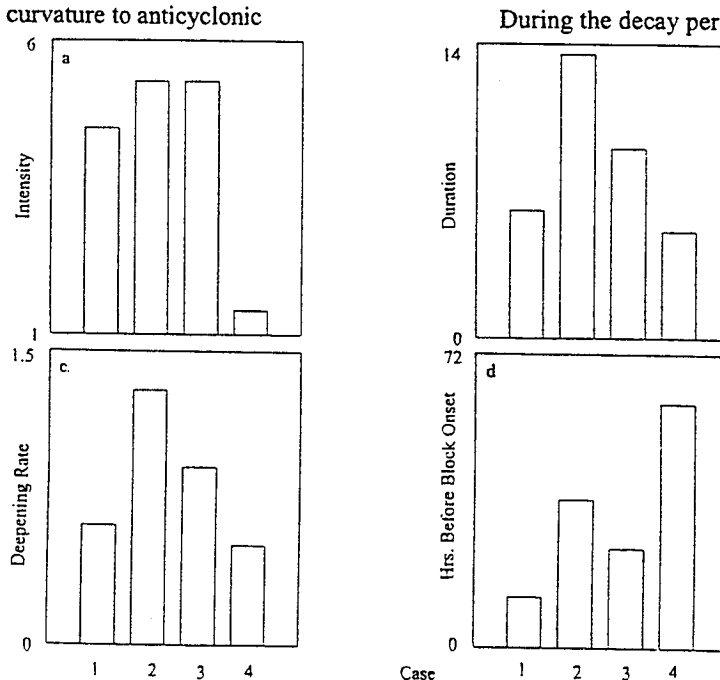 curvature to anticyclonic
During the decay per
6
a
Intensity
1
14
Duration
0
1.5
c.
Deepening Rate
0
1 2 3 4
72
d
Hrs. Before Block Onset
0
Case 1 2 3 4